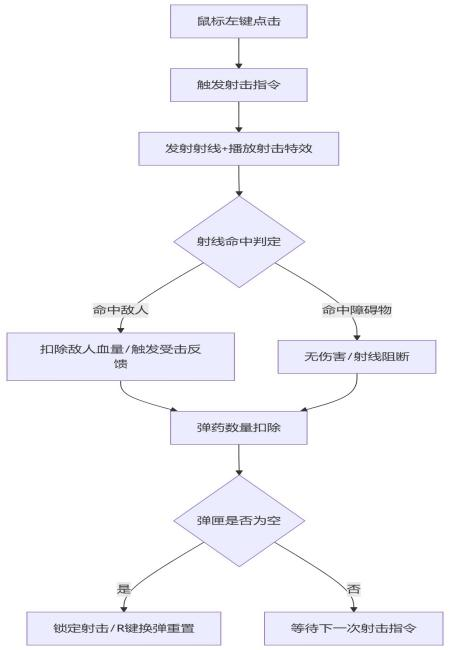 鼠标左键点击
触发射击指令
发射射线+播放射击特效
射线命中判定
命中敌人
命中障碍物
扣除敌人血量/触发受击反
馈
无伤害/射线阻断
弹药数量扣除
弹匣是否为空
是
否
锁定射击/R键换弹重置
等待下一次射击指令